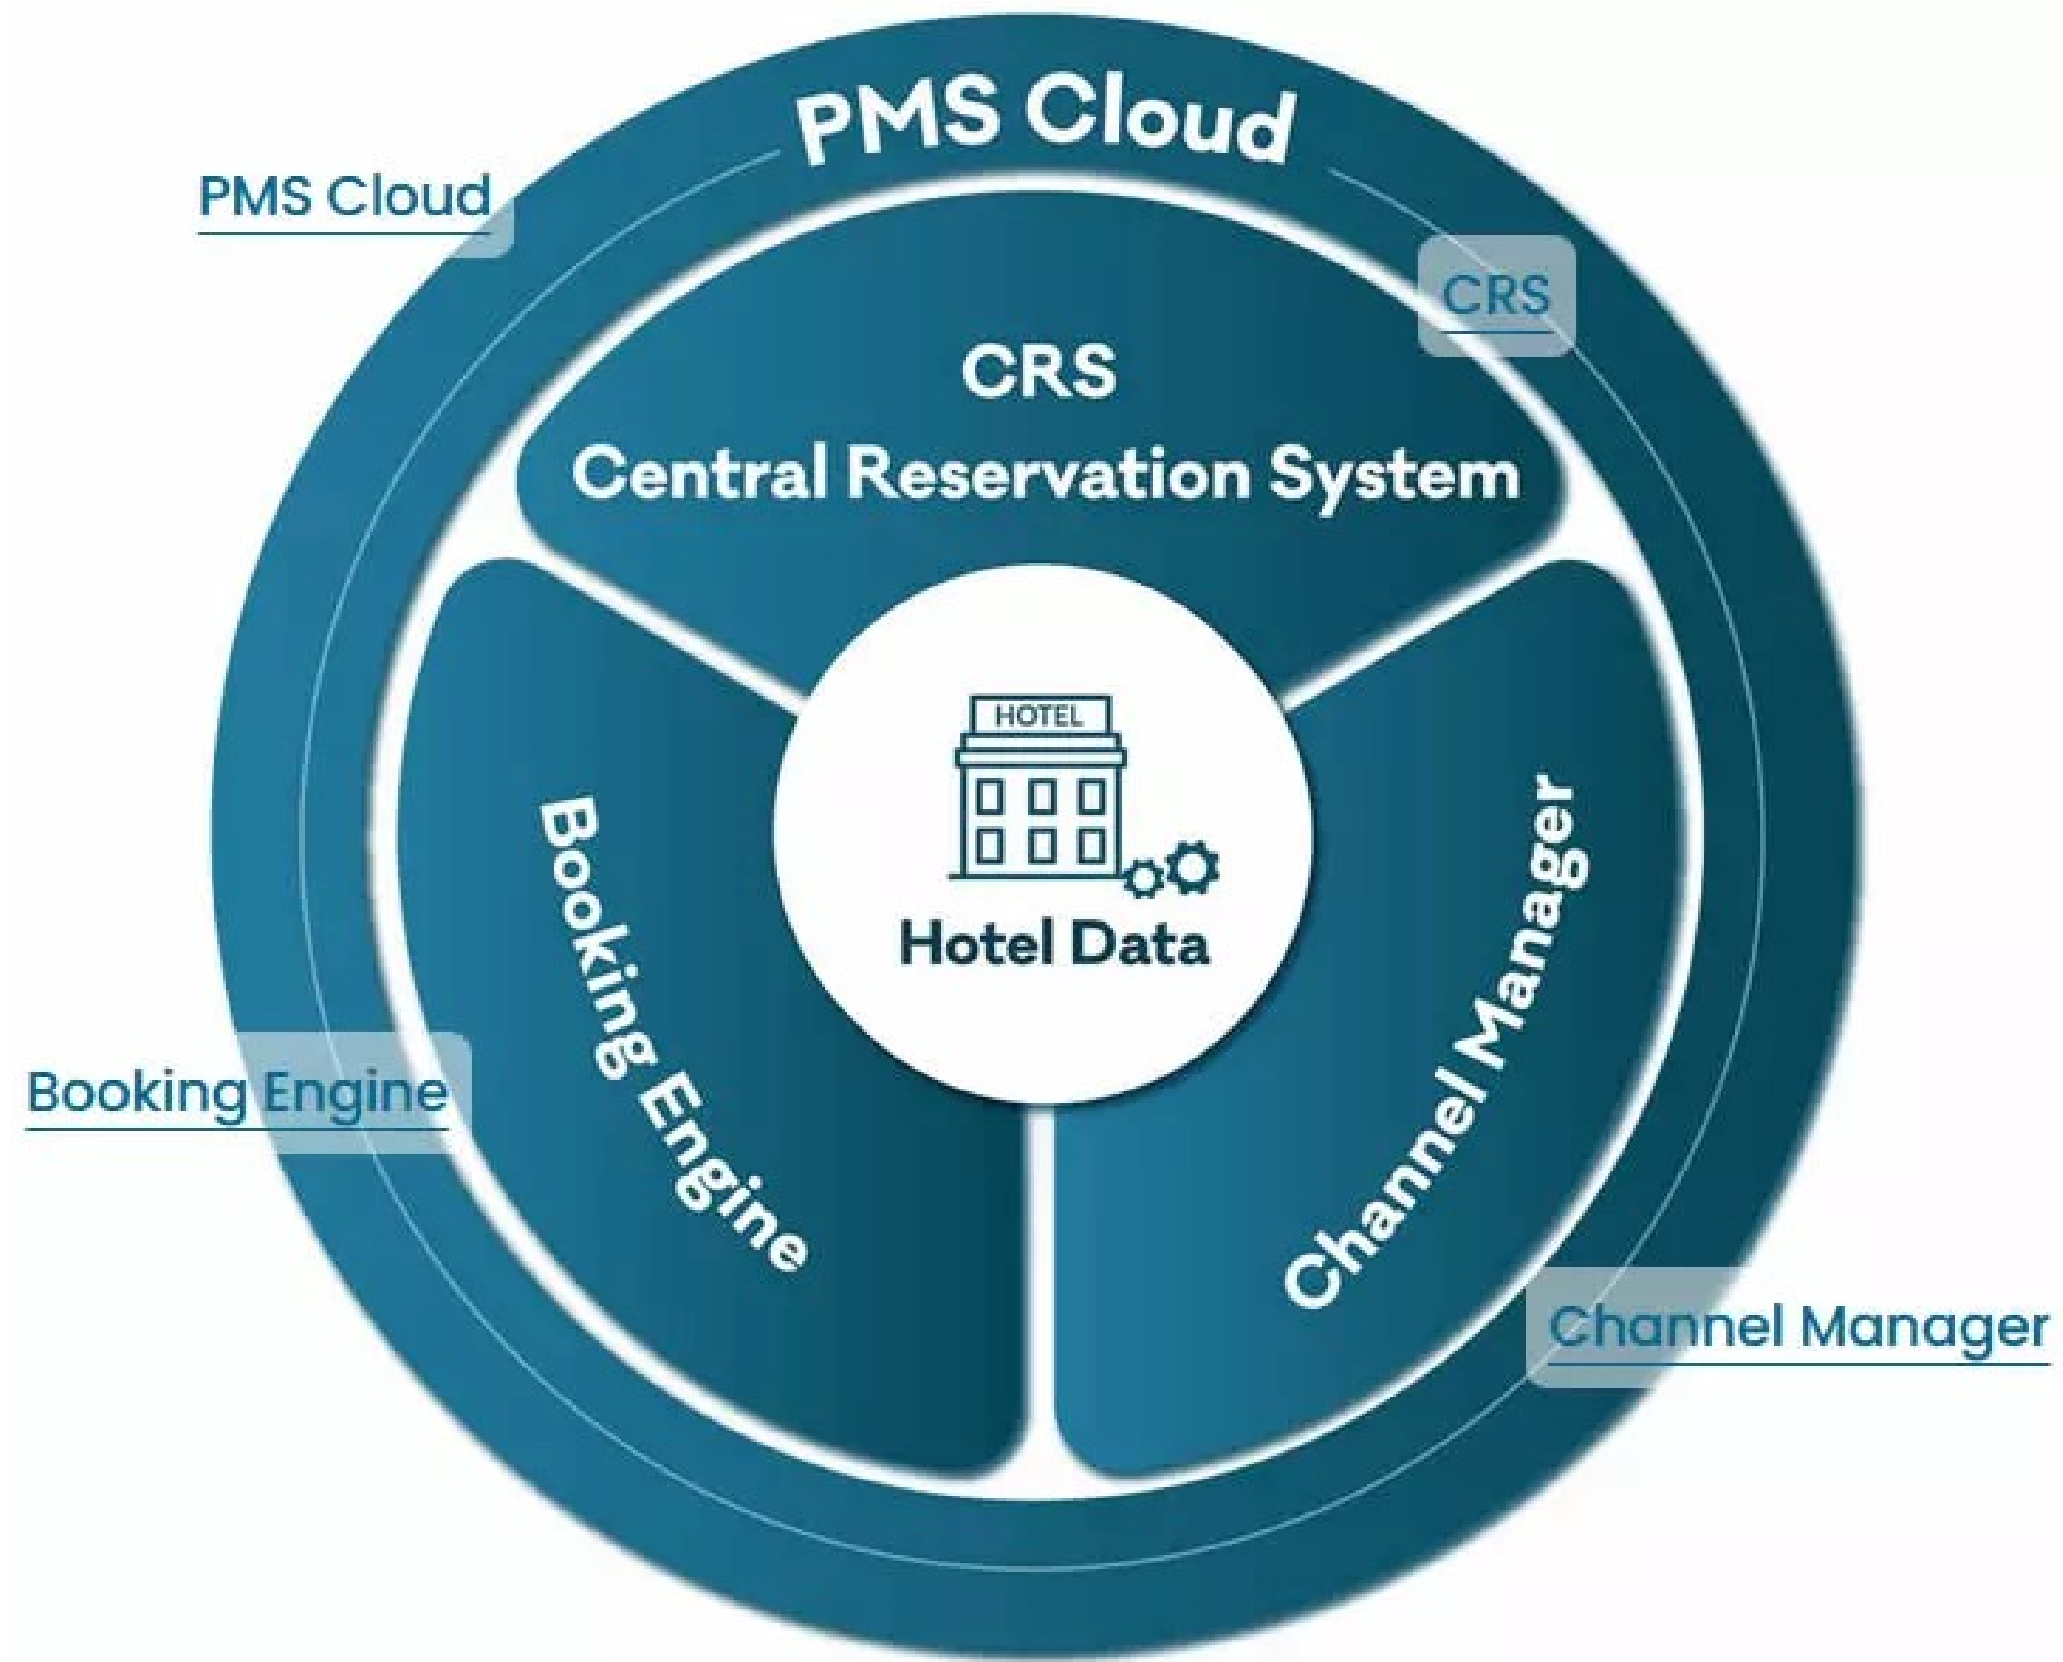 PMS Cloud
PMS Cloud
CRS
CRS
Central Reservation System
HOTEL
Hotel Data
Booking Engine
Channel Manager
Booking Engine
Channel Manager